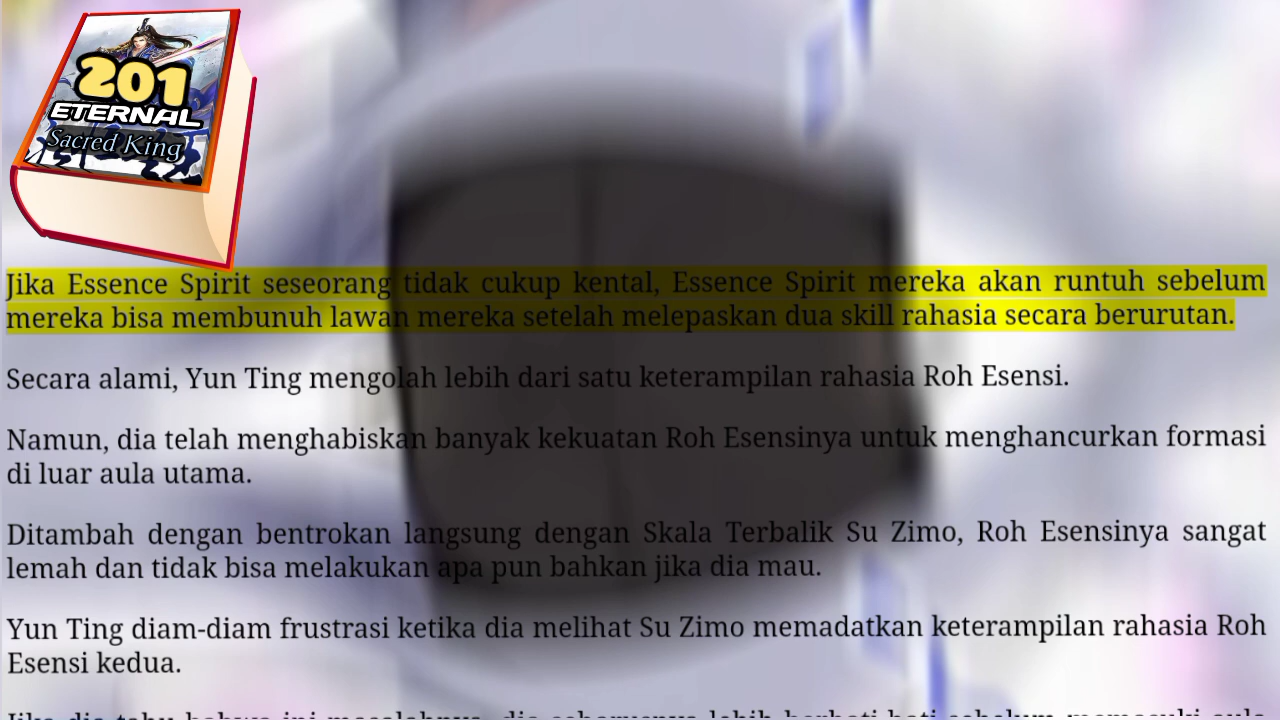 201
ETERNAL
Sacred King
Jika Essence Spirit seseorang tidak cukup kental, Essence Spirit mereka akan runtuh sebelum
mereka bisa membunuh lawan mereka setelah melepaskan dua skill rahasia secara berurutan.
Secara alami, Yun Ting mengolah lebih dari satu keterampilan rahasia Roh Esensi.
Namun, dia telah menghabiskan banyak kekuatan Roh Esensinya untuk menghancurkan formasi
di luar aula utama.
Ditambah dengan bentrokan langsung dengan Skala Terbalik Su Zimo, Roh Esensinya sangat
lemah dan tidak bisa melakukan apa pun bahkan jika dia mau.
Yun Ting diam-diam frustrasi ketika dia melihat Su Zimo memadatkan keterampilan rahasia Roh
Esensi kedua.